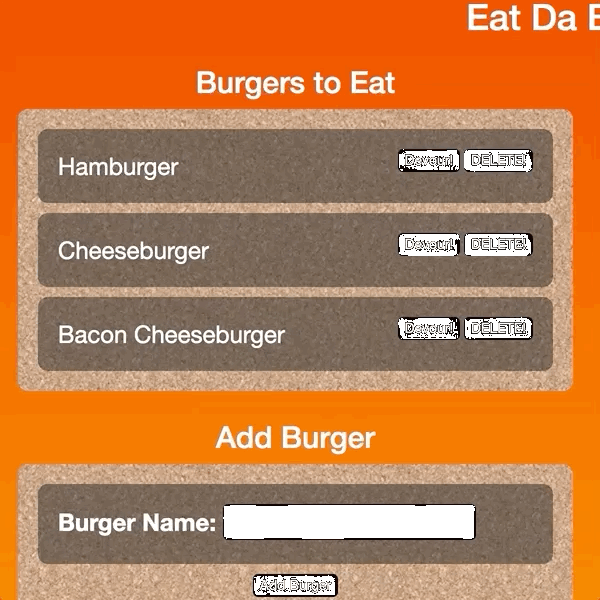 Eat Da B
Burgers to Eat
Hamburger Devour! DELETE!
Cheeseburger Devour! DELETE!
Bacon Cheeseburger Devour! DELETE!
Add Burger
Burger Name:
Add Burger